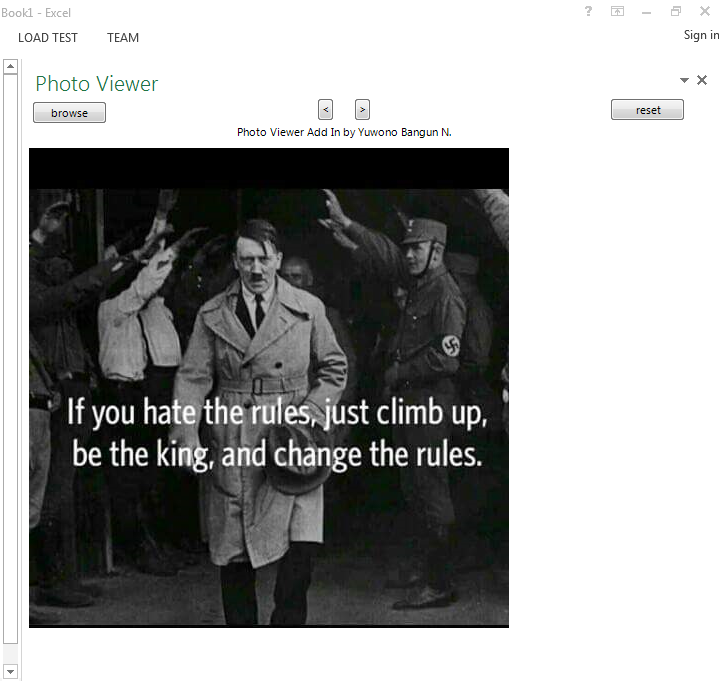 Book1 - Excel
LOAD TEST TEAM
Sign in
Photo Viewer
browse
<
>
reset
Photo Viewer Add In by Yuwono Bangun N.
If you hate the rules, just climb up,
be the king, and change the rules.